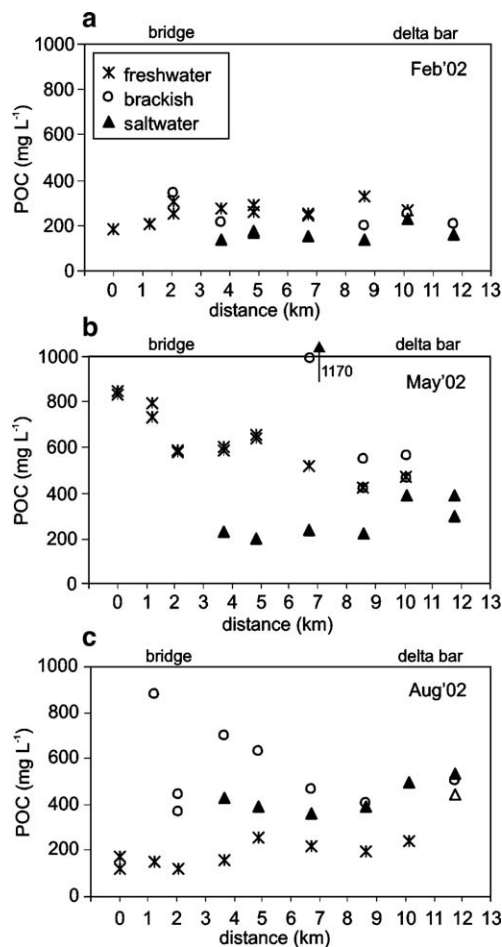 a
bridge delta bar
1000
Feb'02
freshwater
brackish
saltwater
800
600
400
200
0
POC (mg L-1)
0 1 2 3 4 5 6 7 8 9 10 11 12 13
distance (km)
b
bridge delta bar
1000
1170
May'02
800
600
400
200
0
POC (mg L-1)
0 1 2 3 4 5 6 7 8 9 10 11 12 13
distance (km)
c
bridge delta bar
1000
Aug'02
800
600
400
200
0
POC (mg L-1)
0 1 2 3 4 5 6 7 8 9 10 11 12 13
distance (km)